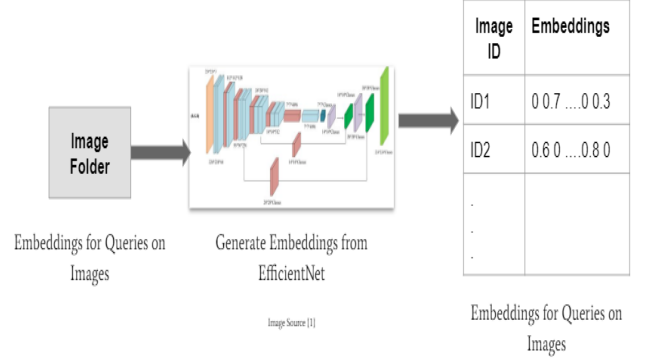 Image
Folder
Embeddings for Queries on
Images
Generate Embeddings from
EfficientNet
Image Source [1]
Image
ID
Embeddings
ID1
0 0.7 ....0 0.3
ID2
0.6 0 ....0.8 0
.
.
.
Embeddings for Queries on
Images